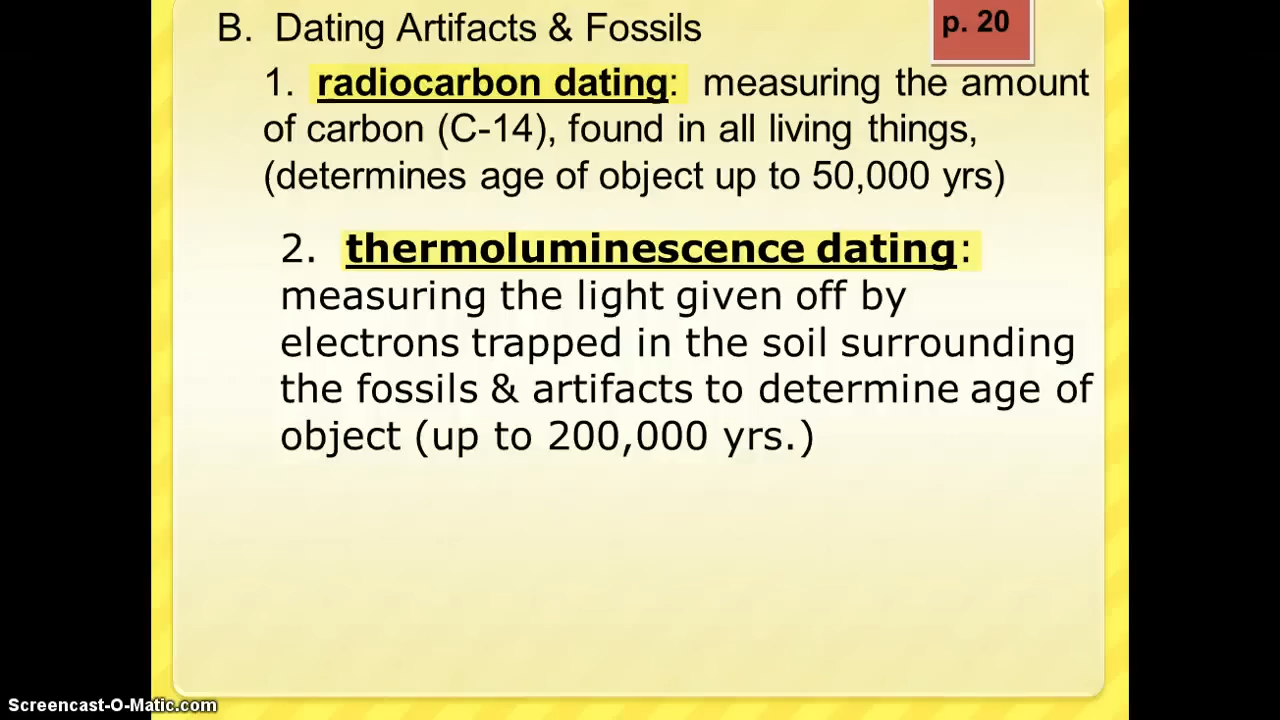 B. Dating Artifacts & Fossils
p. 20
1. radiocarbon dating: measuring the amount
of carbon (C-14), found in all living things,
(determines age of object up to 50,000 yrs)
2. thermoluminescence dating:
measuring the light given off by
electrons trapped in the soil surrounding
the fossils & artifacts to determine age of
object (up to 200,000 yrs.)
Screencast-O-Matic.com